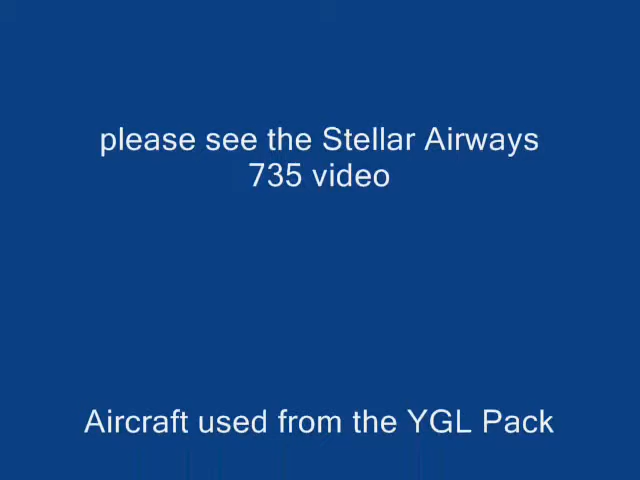 please see the Stellar Airways
735 video
Aircraft used from the YGL Pack